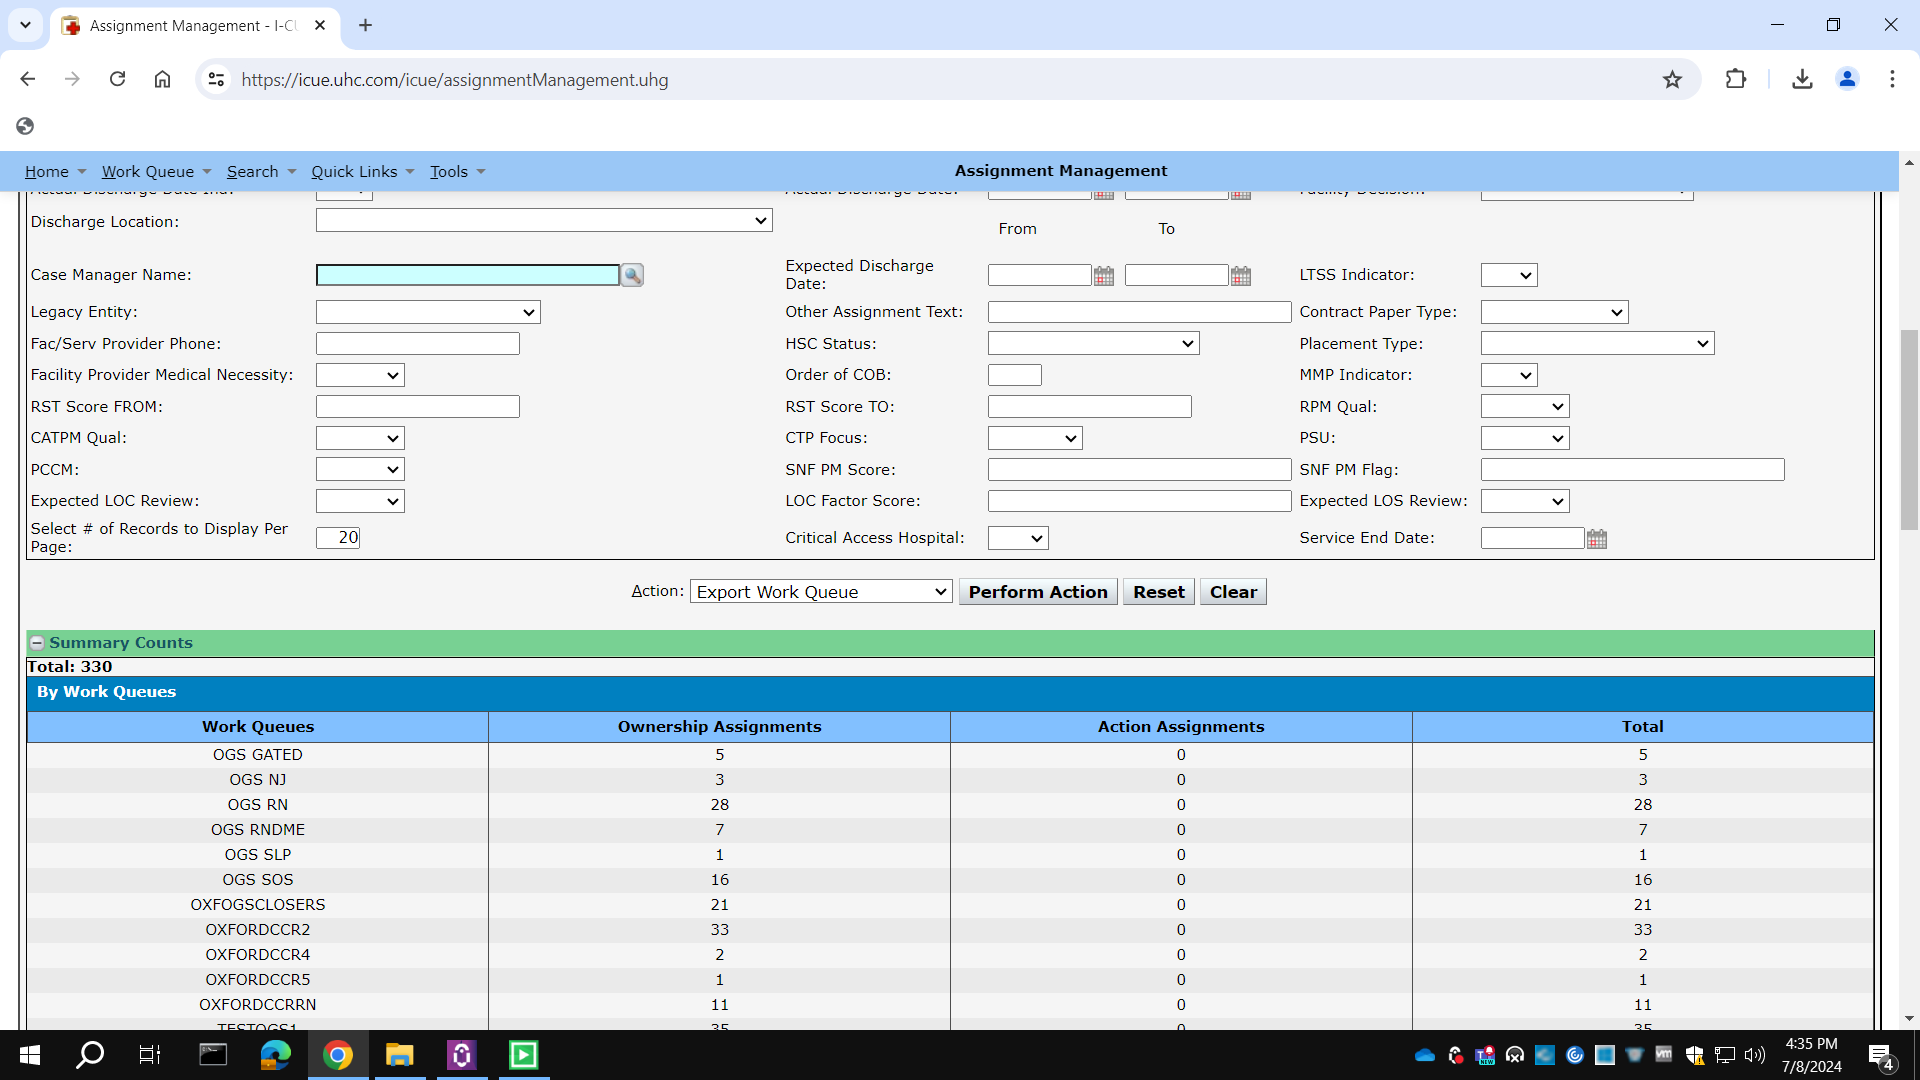 Assignment Management - I-CU
https://icue.uhc.com/icue/assignmentManagement.uhg
Home Work Queue Search Quick Links Tools Assignment Management
Discharge Location: From To
Case Manager Name: Expected Discharge Date: LTSS Indicator:
Legacy Entity: Other Assignment Text: Contract Paper Type:
Fac/Serv Provider Phone: HSC Status: Placement Type:
Facility Provider Medical Necessity: Order of COB: MMP Indicator:
RST Score FROM: RST Score TO: RPM Qual:
CATPM Qual: CTP Focus: PSU:
PCCM: SNF PM Score: SNF PM Flag:
Expected LOC Review: LOC Factor Score: Expected LOS Review:
Select # of Records to Display Per Page: 20 Critical Access Hospital: Service End Date:
Action: Export Work Queue Perform Action Reset Clear
Summary Counts
Total: 330
By Work Queues
Work Queues Ownership Assignments Action Assignments Total
OGS GATED 5 0 5
OGS NJ 3 0 3
OGS RN 28 0 28
OGS RNDME 7 0 7
OGS SLP 1 0 1
OGS SOS 16 0 16
OXFOGSCLOSERS 21 0 21
OXFORDCCR2 33 0 33
OXFORDCCR4 2 0 2
OXFORDCCR5 1 0 1
OXFORDCCRRN 11 0 11
TESTOGS1 35 0 35
4:35 PM
7/8/2024
4